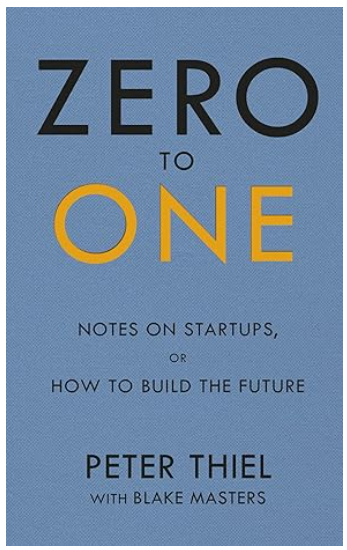 ZERO
TO
ONE
NOTES ON STARTUPS,
OR
HOW TO BUILD THE FUTURE
PETER THIEL
WITH BLAKE MASTERS